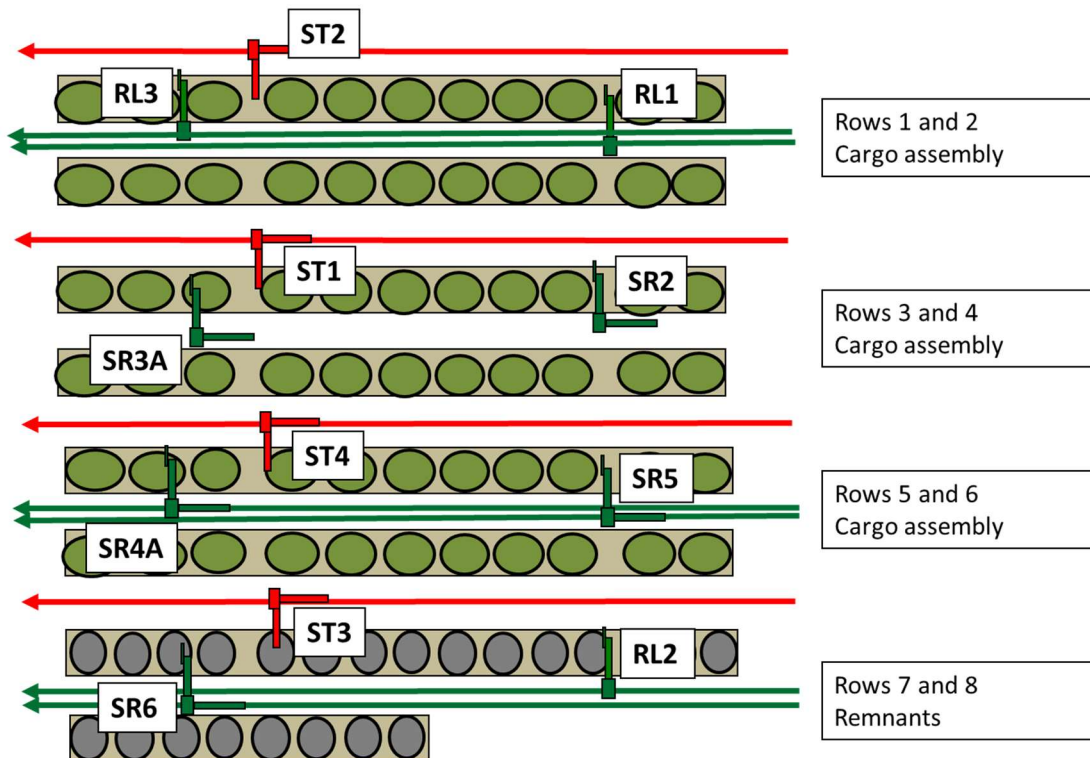 ST2
RL3
RL1
Rows 1 and 2
Cargo assembly
ST1
SR2
SR3A
Rows 3 and 4
Cargo assembly
ST4
SR5
SR4A
Rows 5 and 6
Cargo assembly
ST3
RL2
SR6
Rows 7 and 8
Remnants